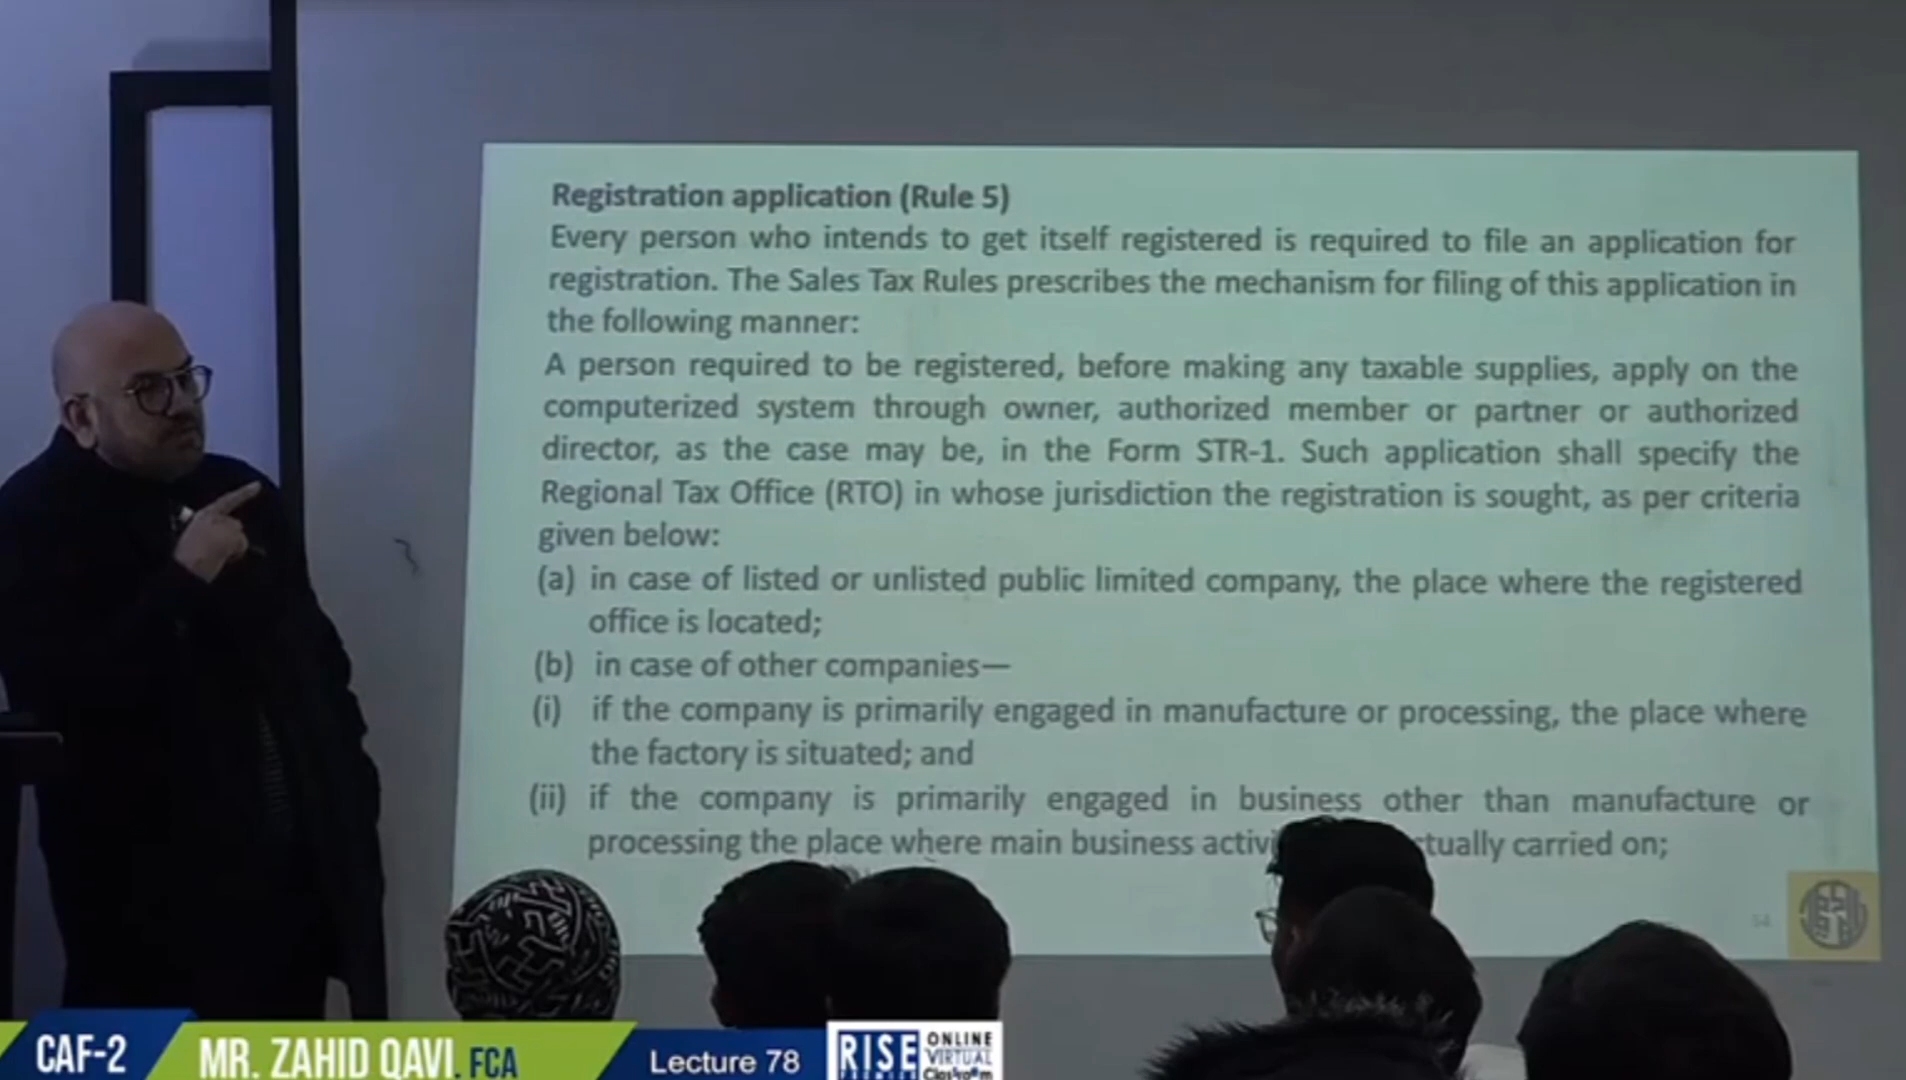 Registration application (Rule 5)
Every person who intends to get itself registered is required to file an application for
registration. The Sales Tax Rules prescribes the mechanism for filing of this application in
the following manner:
A person required to be registered, before making any taxable supplies, apply on the
computerized system through owner, authorized member or partner or authorized
director, as the case may be, in the Form STR-1. Such application shall specify the
Regional Tax Office (RTO) in whose jurisdiction the registration is sought, as per criteria
given below:
(a) in case of listed or unlisted public limited company, the place where the registered
office is located;
(b) in case of other companies—
(i) if the company is primarily engaged in manufacture or processing, the place where
the factory is situated; and
(ii) if the company is primarily engaged in business other than manufacture or
processing the place where main business activi tually carried on;
CAF-2
MR. ZAHID QAVI. FCA
Lecture 78
RISE
ONLINE
VIRTUAL